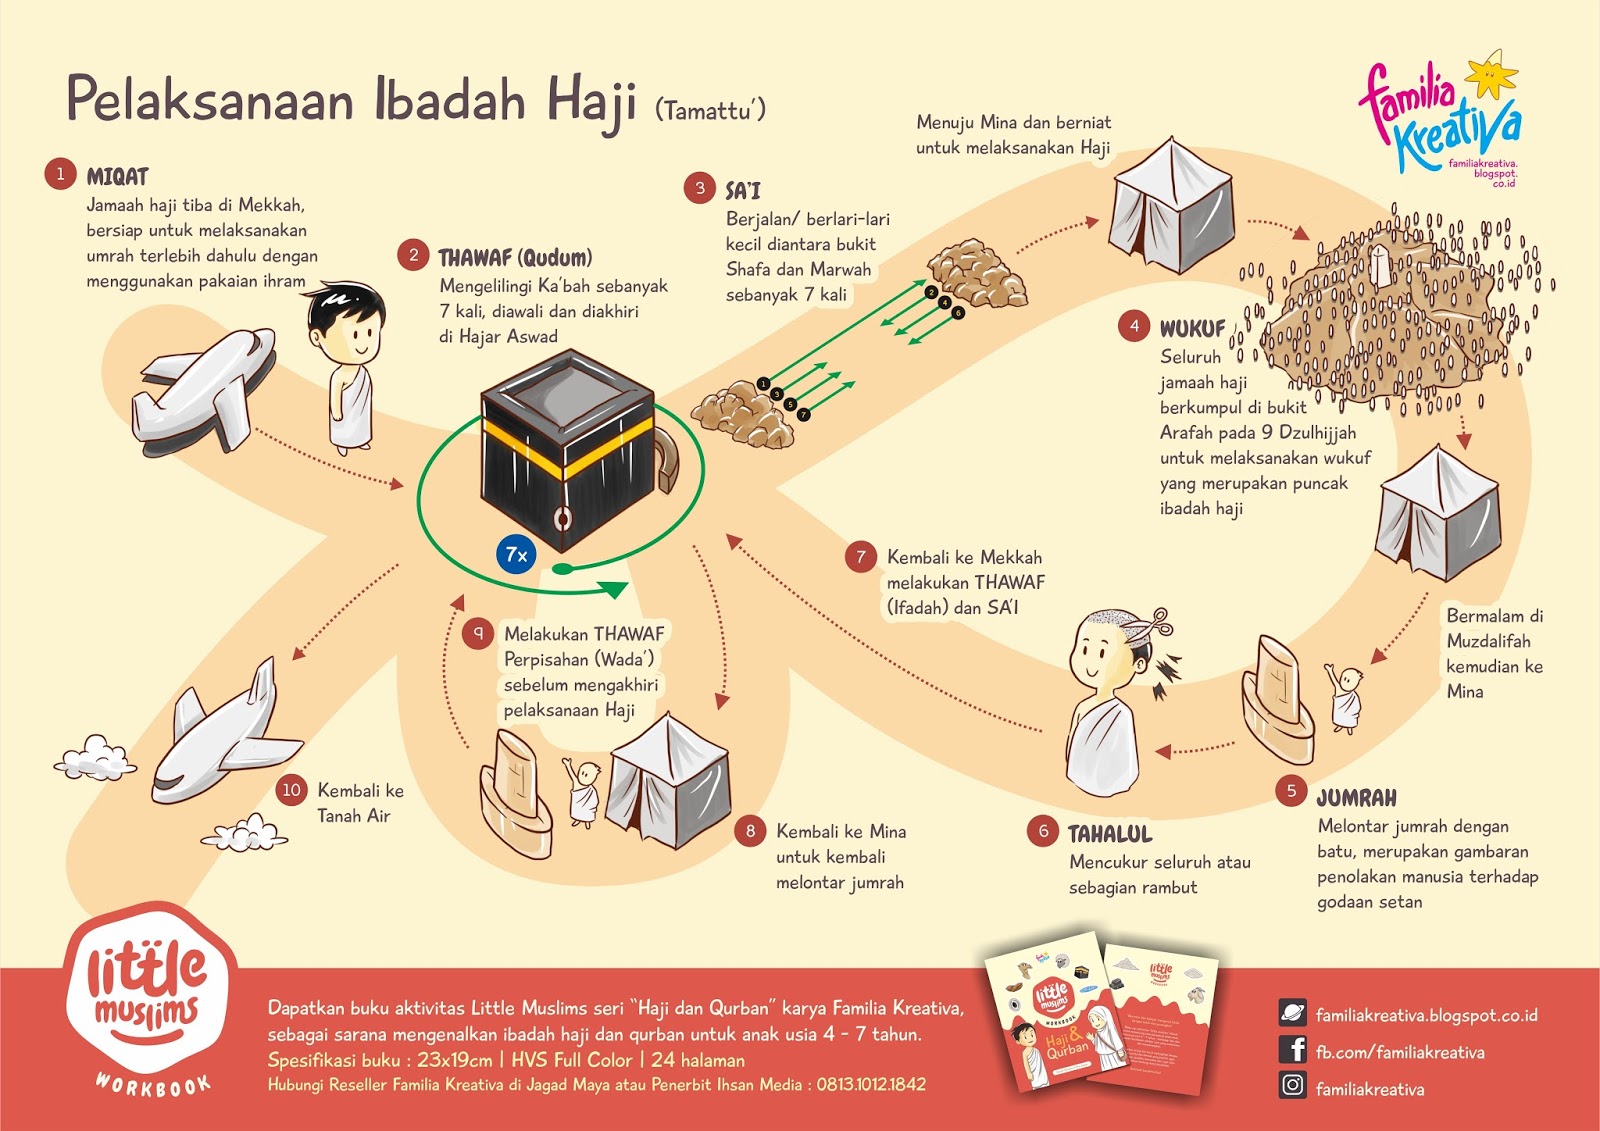 Pelaksanaan Ibadah Haji (Tamattu')
familia
kreativa
familiakreativa.
blogspot.
co.id
1 MIQAT
Jamaah haji tiba di Mekkah,
bersiap untuk melaksanakan
umrah terlebih dahulu dengan
menggunakan pakaian ihram
2 THAWAF (Qudum)
Mengelilingi Ka'bah sebanyak
7 kali, diawali dan diakhiri
di Hajar Aswad
7x
3 SA'I
Berjalan/ berlari-lari
kecil diantara bukit
Shafa dan Marwah
sebanyak 7 kali
2
4
6
1
3
5
7
Menuju Mina dan berniat
untuk melaksanakan Haji
4 WUKUF
Seluruh
jamaah haji
berkumpul di bukit
Arafah pada 9 Dzulhijjah
untuk melaksanakan wukuf
yang merupakan puncak
ibadah haji
Bermalam di
Muzdalifah
kemudian ke
Mina
5 JUMRAH
Melontar jumrah dengan
batu, merupakan gambaran
penolakan manusia terhadap
godaan setan
6 TAHALUL
Mencukur seluruh atau
sebagian rambut
7 Kembali ke Mekkah
melakukan THAWAF
(Ifadah) dan SA'I
8 Kembali ke Mina
untuk kembali
melontar jumrah
9 Melakukan THAWAF
Perpisahan (Wada')
sebelum mengakhiri
pelaksanaan Haji
10 Kembali ke
Tanah Air
little
muslims
WORKBOOK
Dapatkan buku aktivitas Little Muslims seri "Haji dan Qurban" karya Familia Kreativa,
sebagai sarana mengenalkan ibadah haji dan qurban untuk anak usia 4 - 7 tahun.
Spesifikasi buku : 23x19cm | HVS Full Color | 24 halaman
Hubungi Reseller Familia Kreativa di Jagad Maya atau Penerbit Ihsan Media : 0813.1012.1842
little
muslims
WORKBOOK
Haji &
Qurban
little
muslims
familiakreativa.blogspot.co.id
fb.com/familiakreativa
familiakreativa